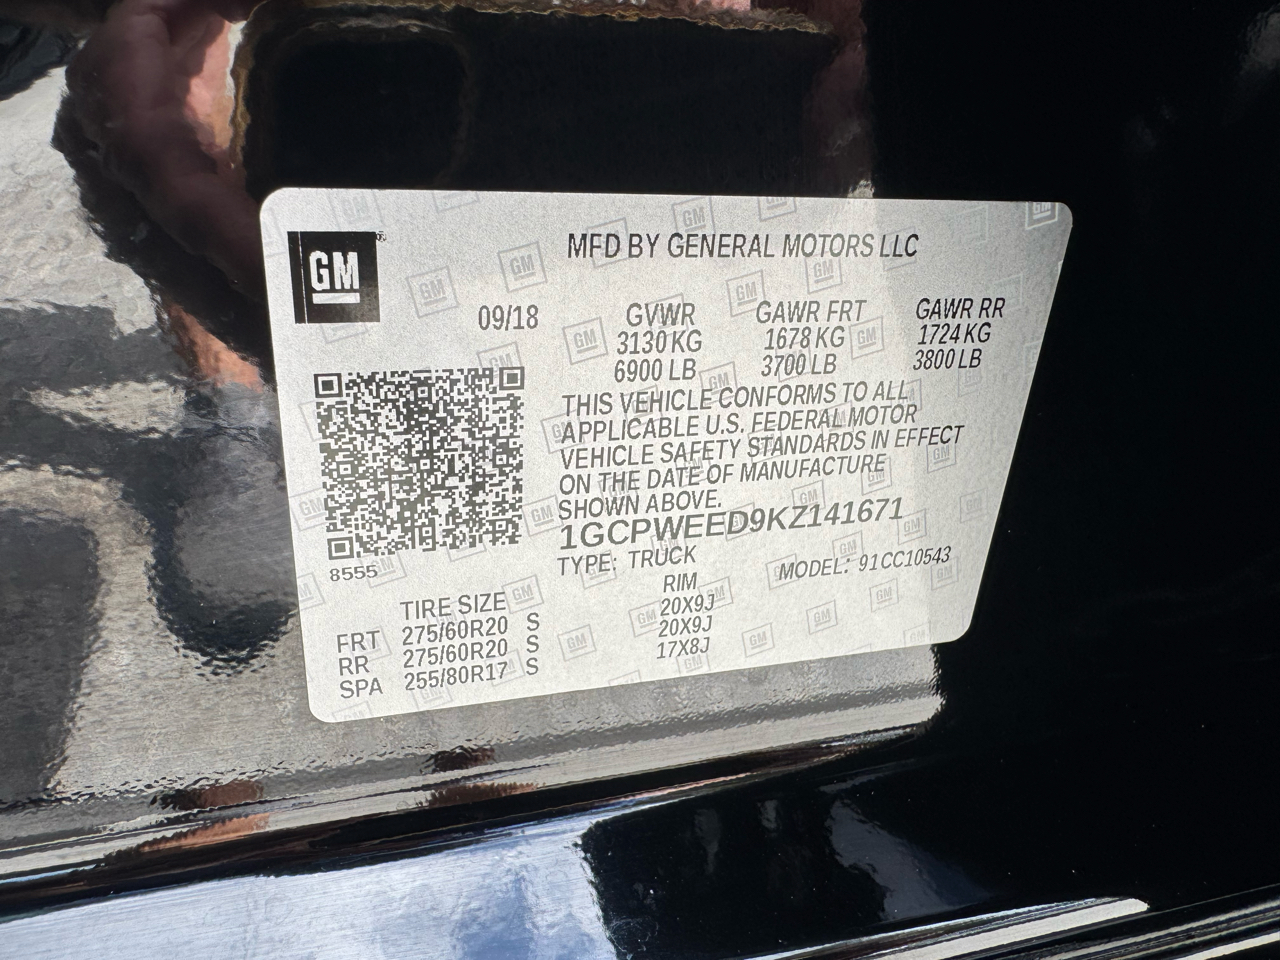 GM
MFD BY GENERAL MOTORS LLC
09/18
GVWR GAWR FRT GAWR RR
3130 KG 1678 KG 1724 KG
6900 LB 3700 LB 3800 LB
THIS VEHICLE CONFORMS TO ALL
APPLICABLE U.S. FEDERAL MOTOR
VEHICLE SAFETY STANDARDS IN EFFECT
ON THE DATE OF MANUFACTURE
SHOWN ABOVE.
1GCPWEED9KZ141671
TYPE: TRUCK MODEL: 91CC10543
8555
TIRE SIZE RIM
FRT 275/60R20 S 20X9J
RR 275/60R20 S 20X9J
SPA 255/80R17 S 17X8J